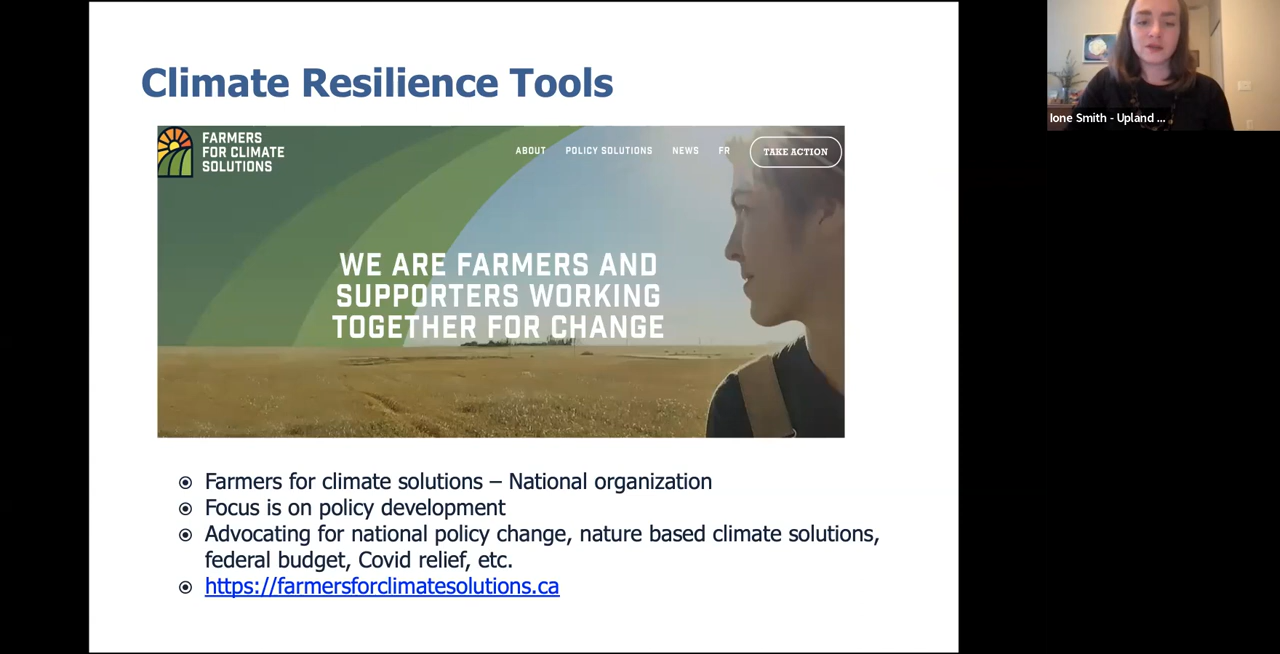 Climate Resilience Tools
FARMERS
FOR CLIMATE
SOLUTIONS
ABOUT POLICY SOLUTIONS NEWS FR TAKE ACTION
WE ARE FARMERS AND
SUPPORTERS WORKING
TOGETHER FOR CHANGE
Farmers for climate solutions – National organization
Focus is on policy development
Advocating for national policy change, nature based climate solutions,
federal budget, Covid relief, etc.
https://farmersforclimatesolutions.ca
Ione Smith - Upland ...